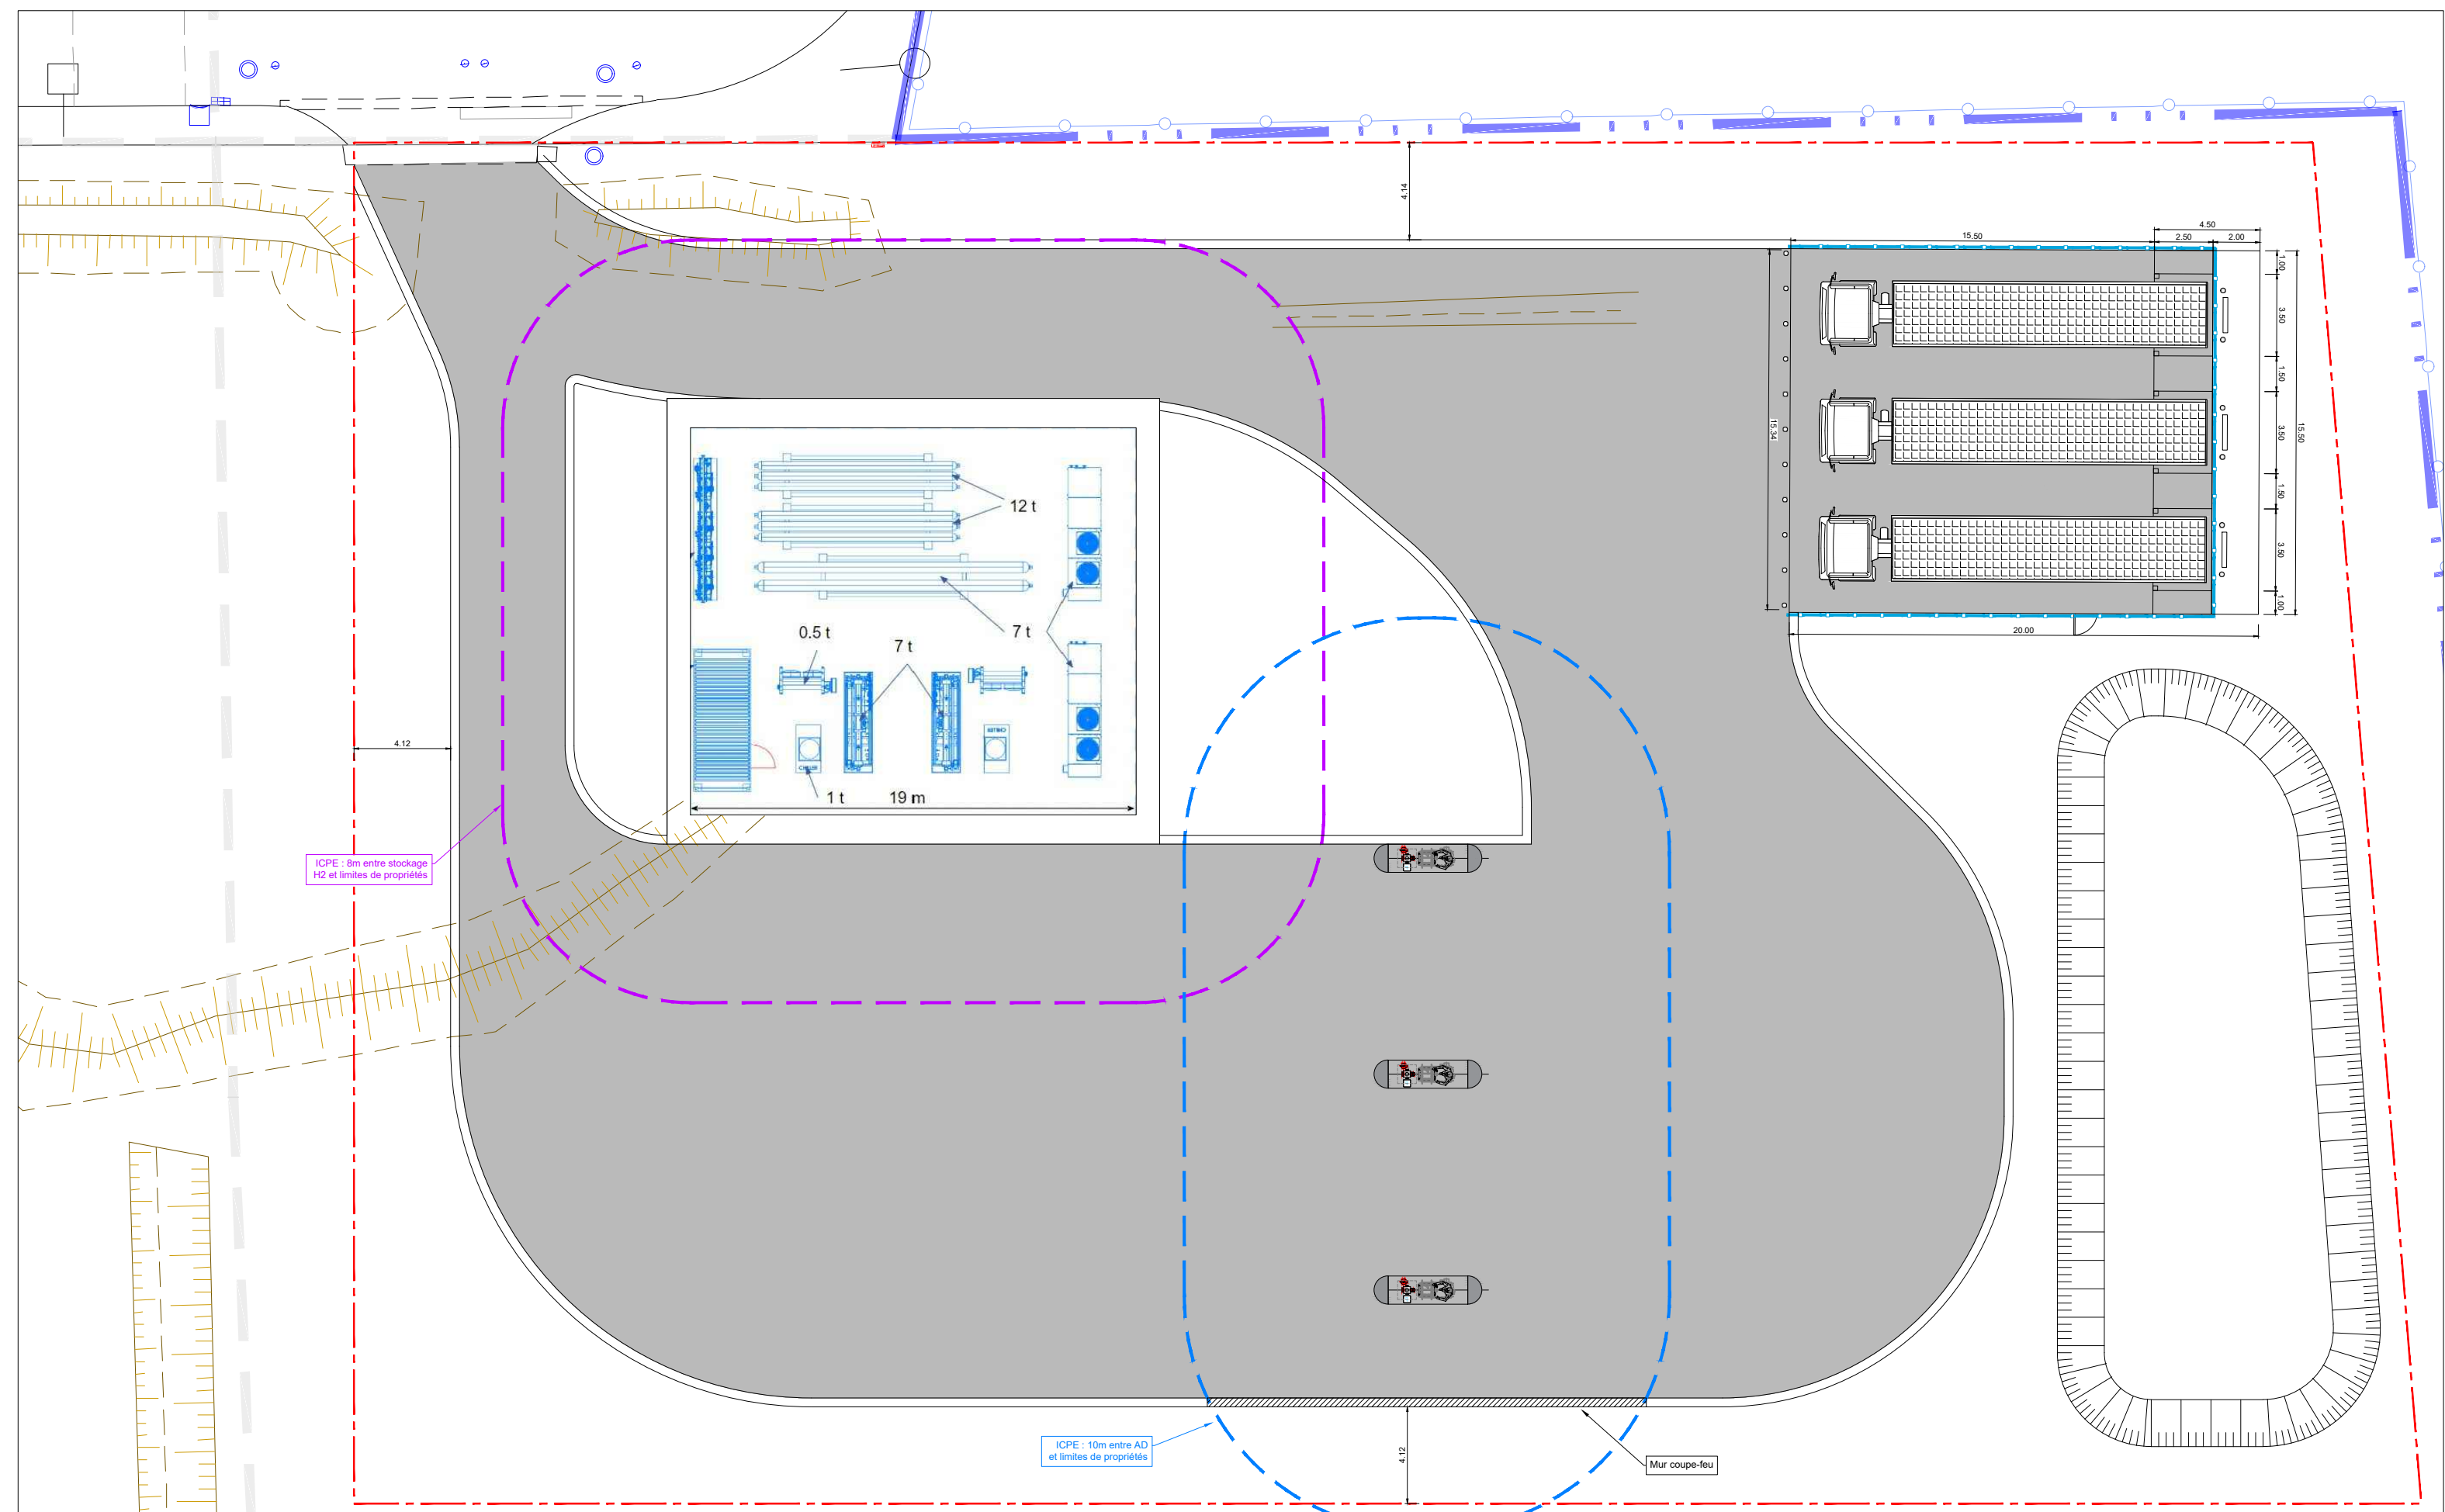 4.14
4.50
15.50
2.50
2.00
1.00
3.50
1.50
3.50
15.50
1.50
3.50
1.00
15.34
20.00
12 t
7 t
0.5 t
7 t
CHILLER
1 t
19 m
4.12
ICPE : 8m entre stockage
H2 et limites de propriétés
ICPE : 10m entre AD
et limites de propriétés
4.12
Mur coupe-feu